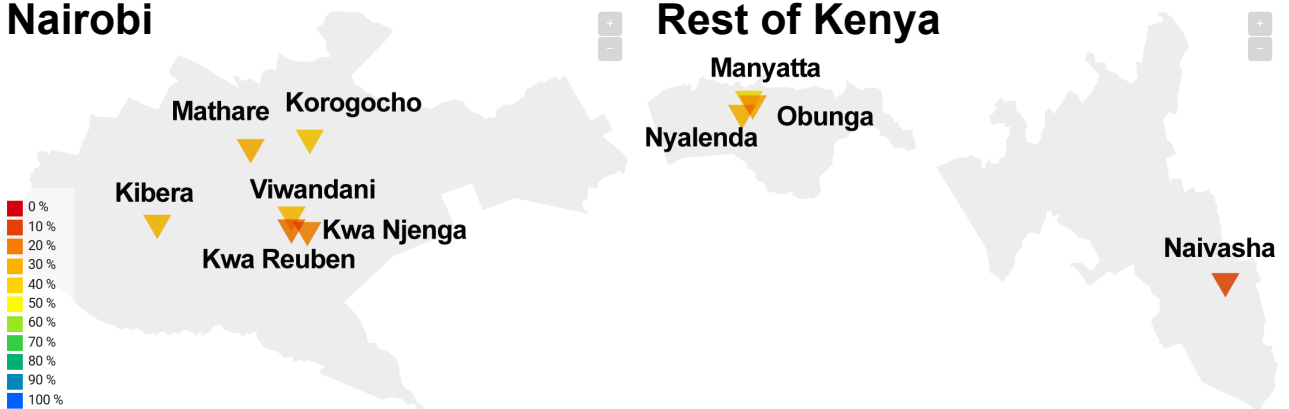 Nairobi
+
−
Mathare
Korogocho
Kibera
Viwandani
Kwa Njenga
Kwa Reuben
0 %
10 %
20 %
30 %
40 %
50 %
60 %
70 %
80 %
90 %
100 %
Rest of Kenya
+
−
Manyatta
Obunga
Nyalenda
Naivasha